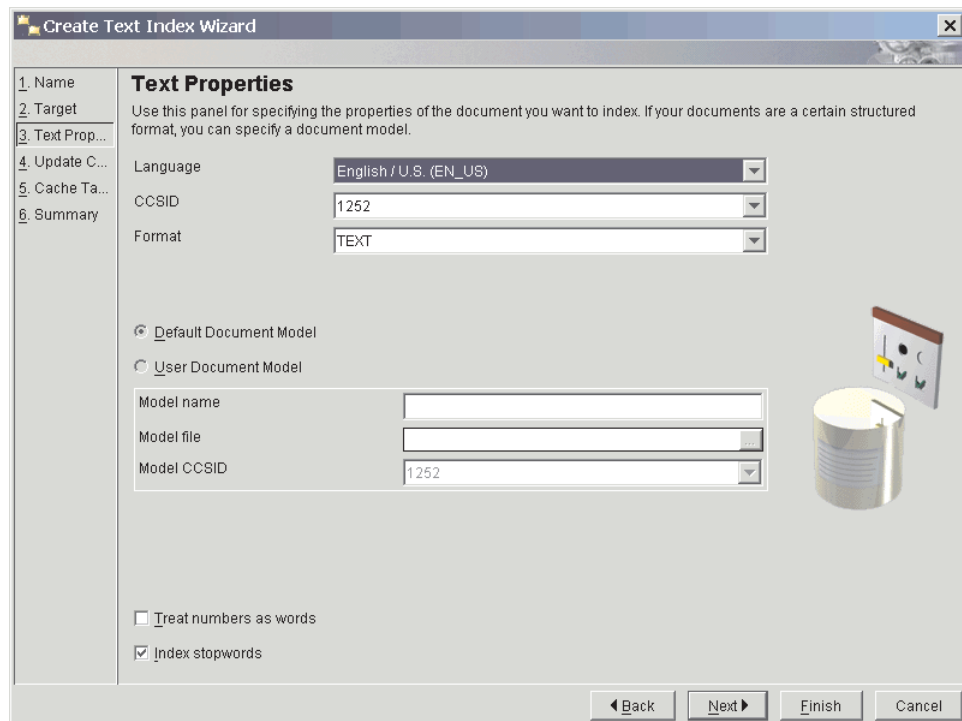 Create Text Index Wizard
1. Name
2. Target
3. Text Prop...
4. Update C...
5. Cache Ta...
6. Summary
Text Properties
Use this panel for specifying the properties of the document you want to index. If your documents are a certain structured
format, you can specify a document model.
Language English / U.S. (EN_US)
CCSID 1252
Format TEXT
Default Document Model
User Document Model
Model name
Model file ...
Model CCSID 1252
Treat numbers as words
Index stopwords
Back Next Finish Cancel